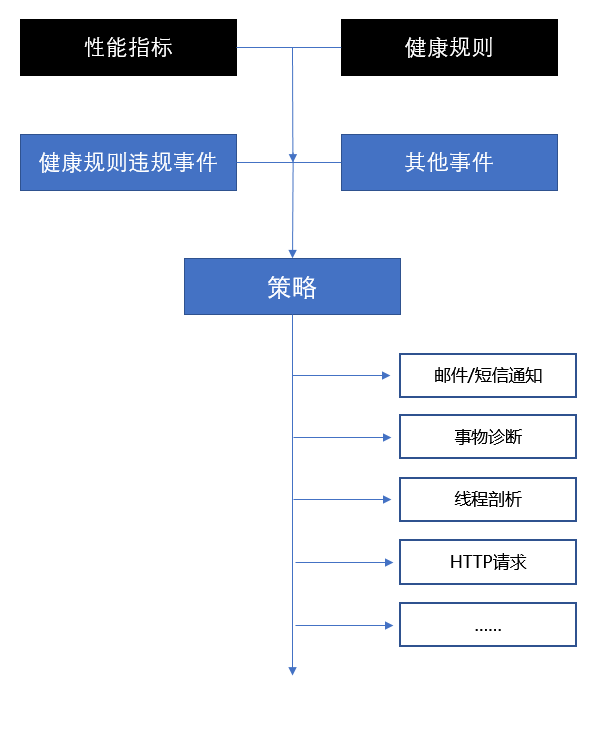 性能指标
健康规则
健康规则违规事件
其他事件
策略
邮件/短信通知
事物诊断
线程剖析
HTTP请求
......